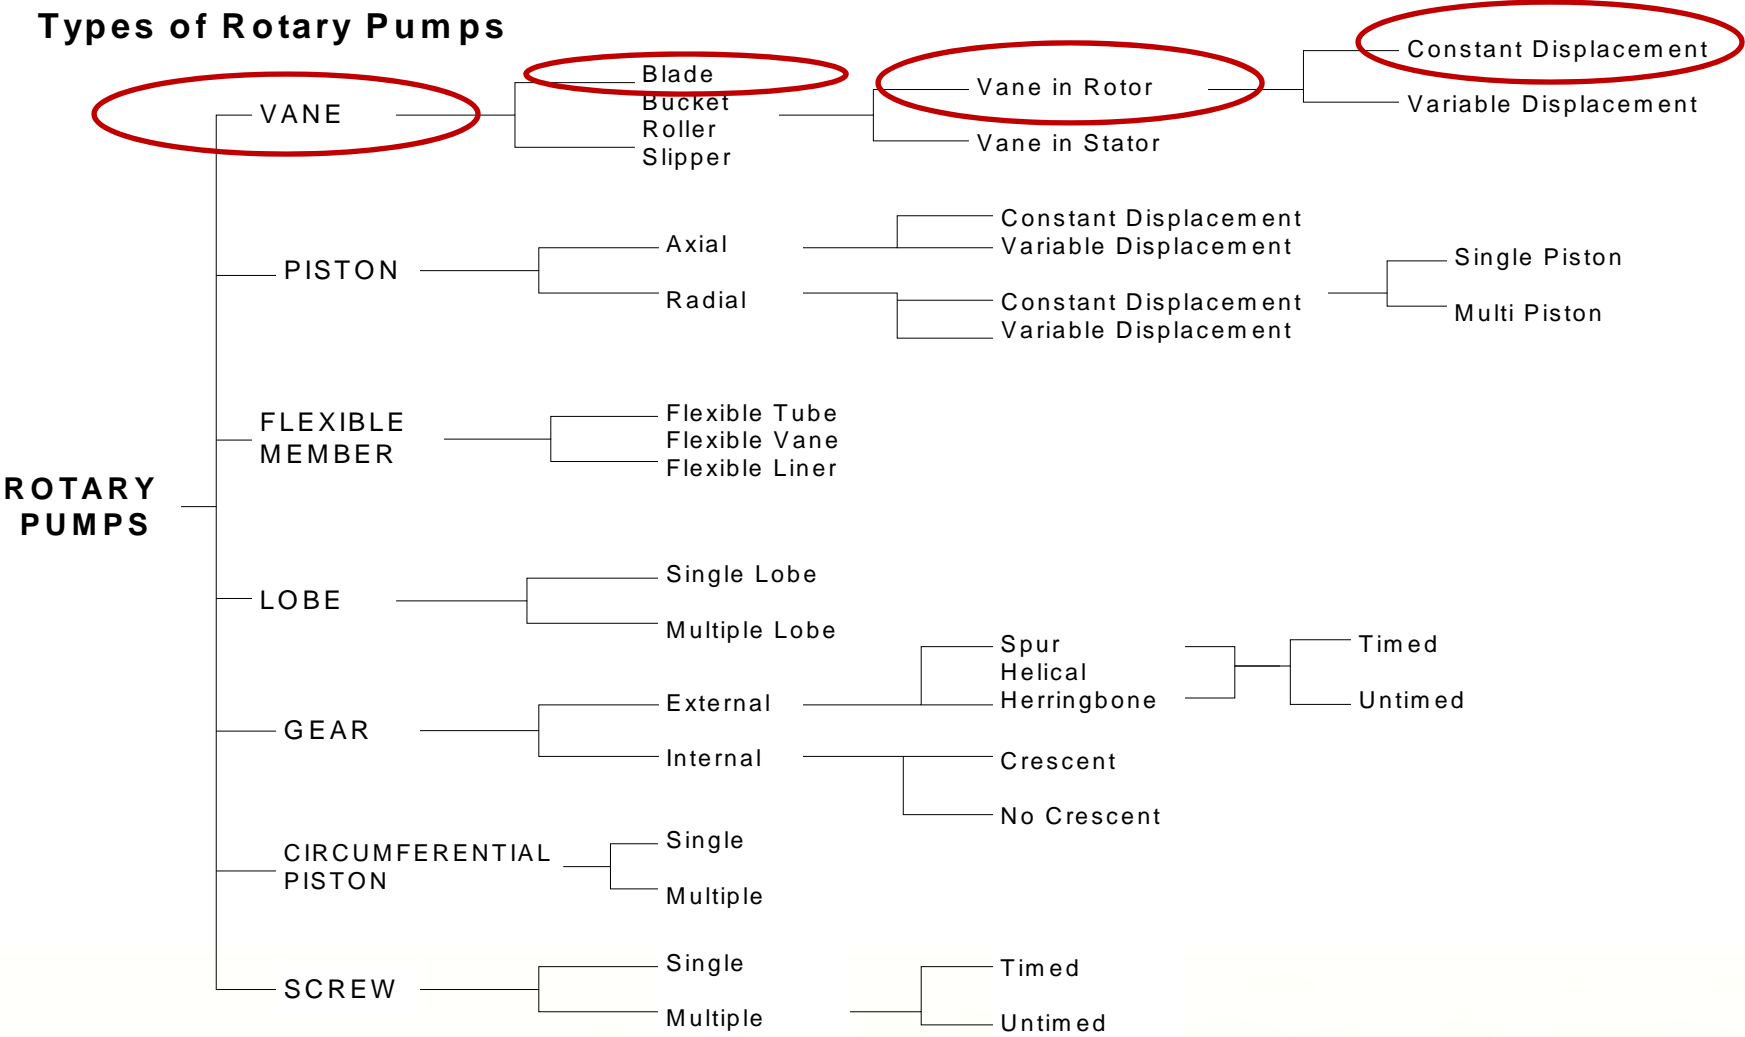 Types of Rotary Pumps
ROTARY
PUMPS
VANE
Blade
Bucket
Roller
Slipper
Vane in Rotor
Vane in Stator
Constant Displacement
Variable Displacement
PISTON
Axial
Radial
Constant Displacement
Variable Displacement
Constant Displacement
Variable Displacement
Single Piston
Multi Piston
FLEXIBLE
MEMBER
Flexible Tube
Flexible Vane
Flexible Liner
LOBE
Single Lobe
Multiple Lobe
GEAR
External
Internal
Spur
Helical
Herringbone
Timed
Untimed
Crescent
No Crescent
CIRCUMFERENTIAL
PISTON
Single
Multiple
SCREW
Single
Multiple
Timed
Untimed